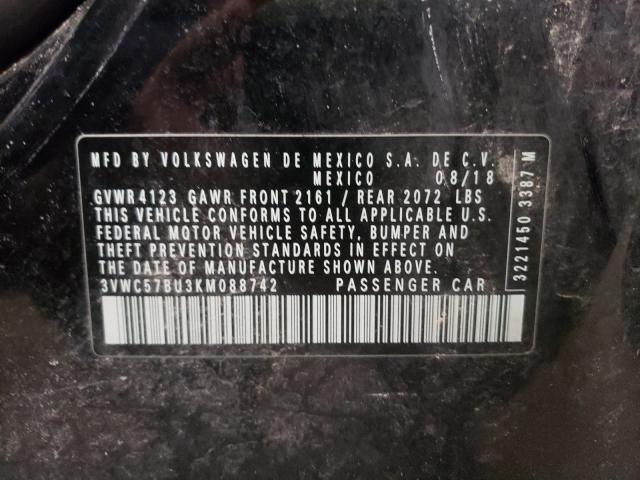 MFD BY VOLKSWAGEN DE MEXICO S.A. DE C.V.
MEXICO 08/18
GVWR4123 GAWR FRONT 2161 / REAR 2072 LBS
THIS VEHICLE CONFORMS TO ALL APPLICABLE U.S.
FEDERAL MOTOR VEHICLE SAFETY, BUMPER AND
THEFT PREVENTION STANDARDS IN EFFECT ON
THE DATE OF MANUFACTURE SHOWN ABOVE.
3VWC57BU3KM088742 PASSENGER CAR
3221450 3387 M